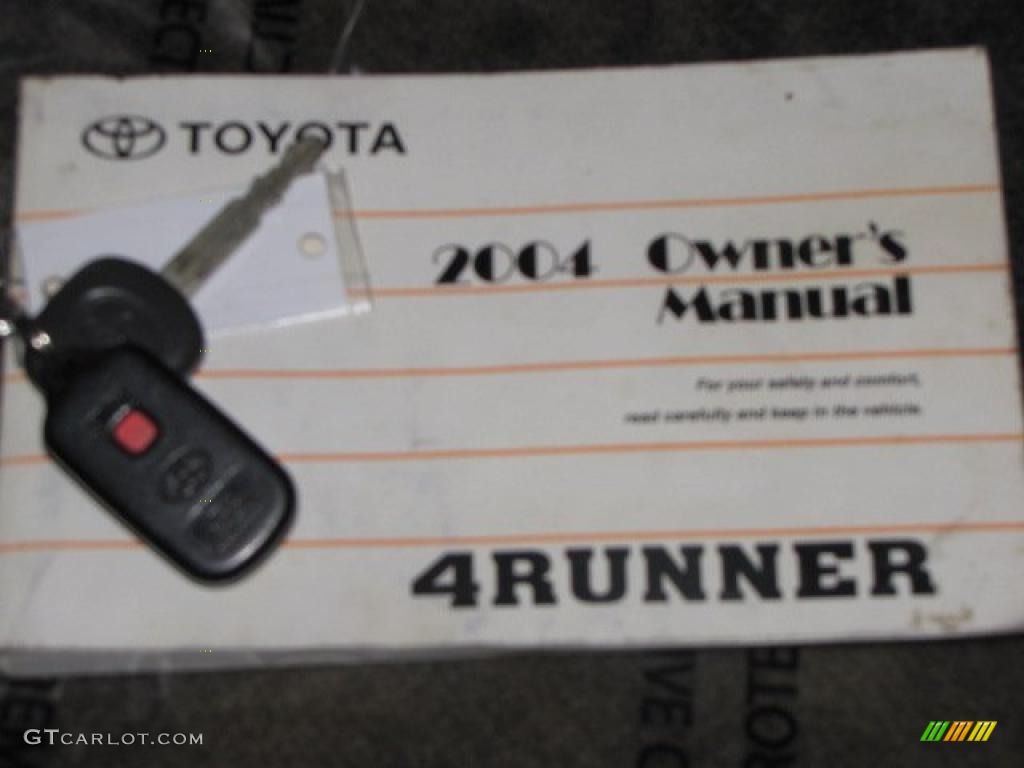 TOYOTA
2004 Owner's
Manual
For your safety and comfort,
read carefully and keep in the vehicle.
4RUNNER
GTCARLOT.COM